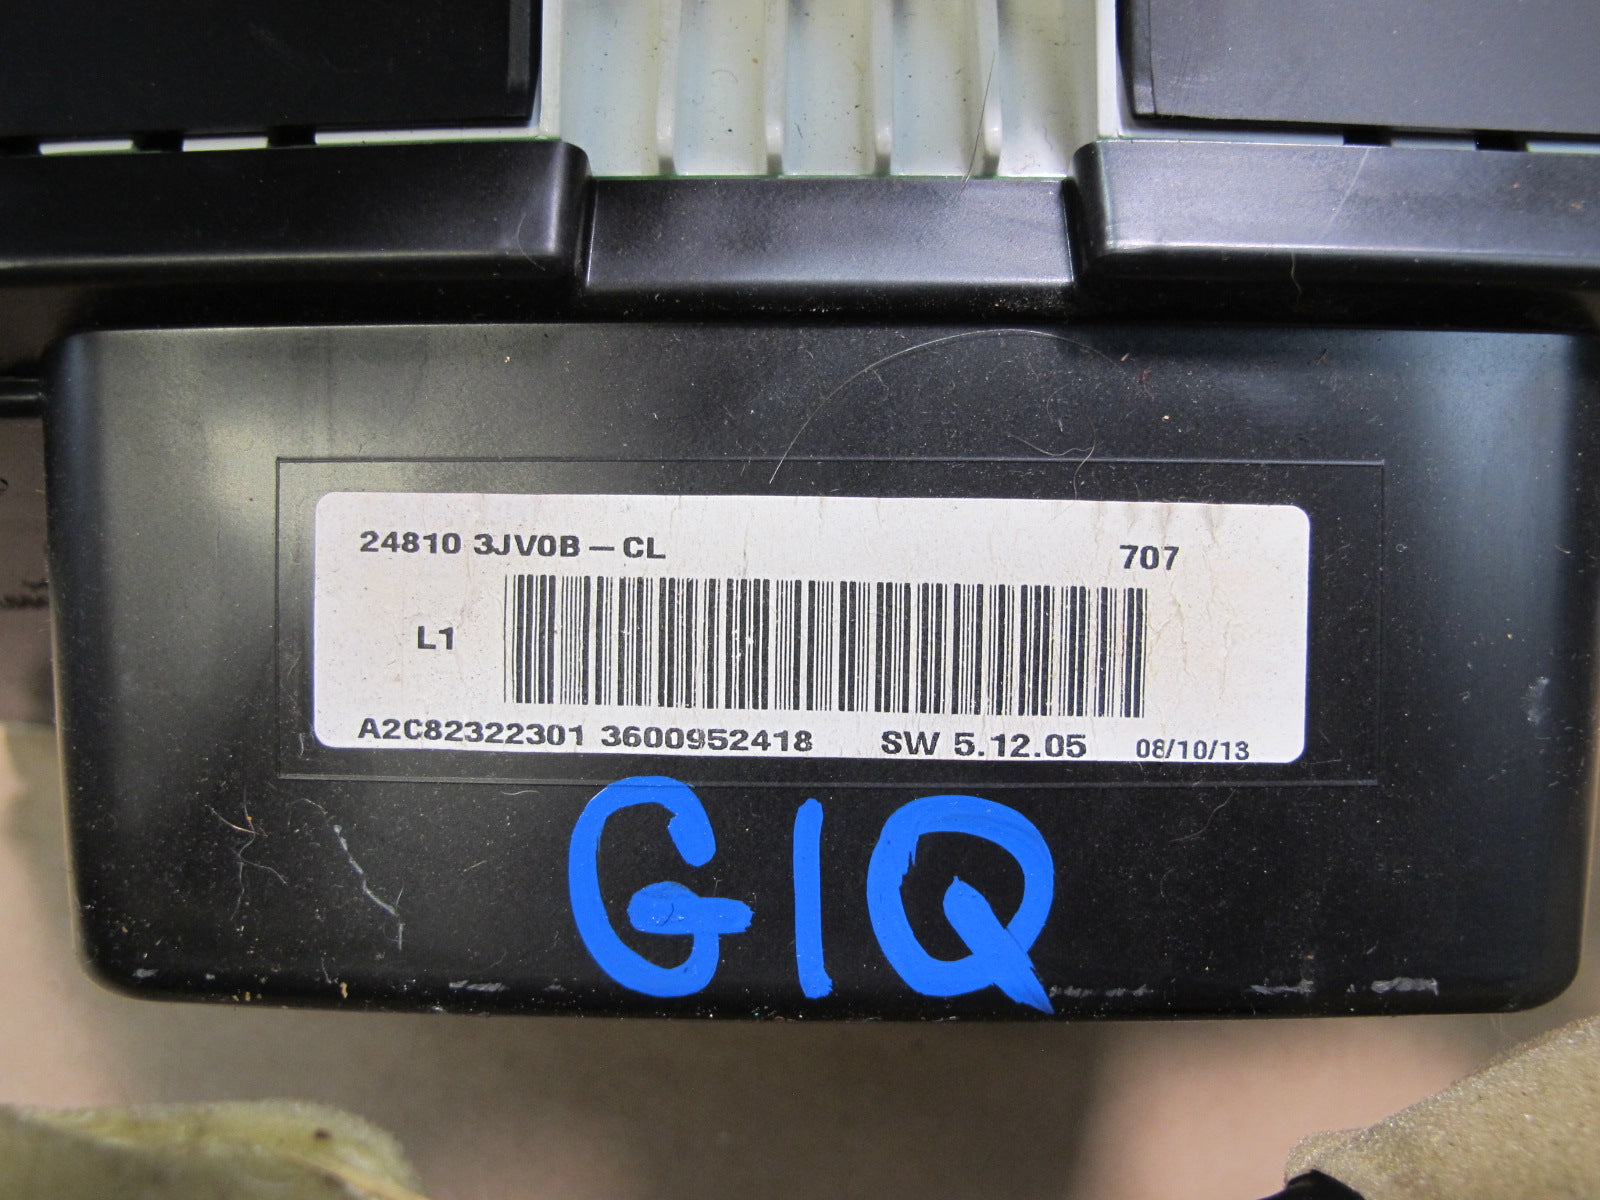 24810 3JV0B – CL 707
L1
A2C82322301 3600952418 SW 5.12.05 08/10/13
G1Q